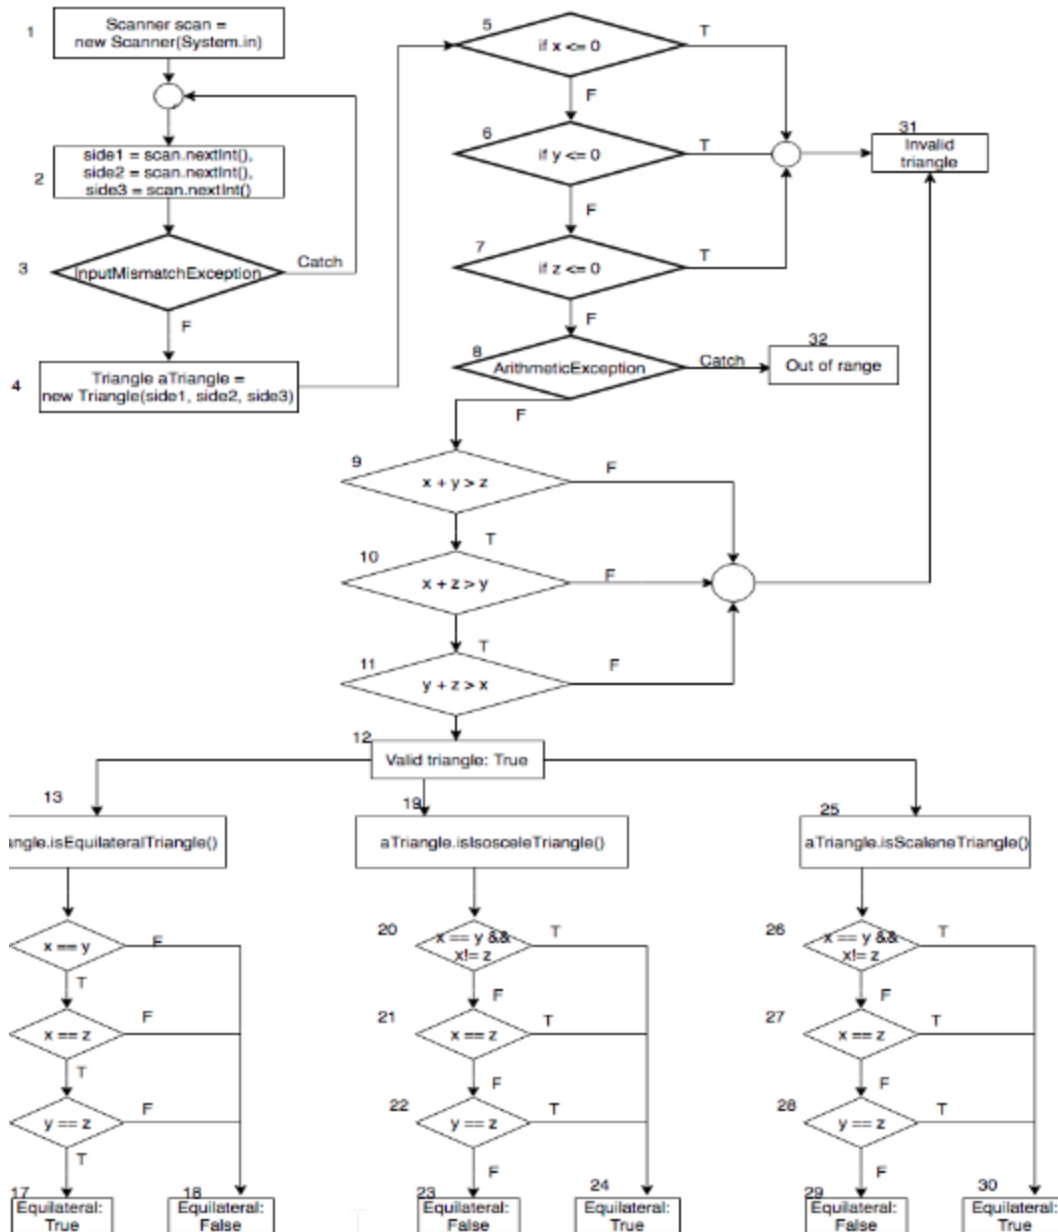 1
Scanner scan =
new Scanner(System.in)
2
side1 = scan.nextInt(),
side2 = scan.nextInt(),
side3 = scan.nextInt()
3
InputMismatchException
Catch
F
4
Triangle aTriangle =
new Triangle(side1, side2, side3)
5
if x <= 0
T
F
6
if y <= 0
T
F
7
if z <= 0
T
F
31
Invalid
triangle
8
ArithmeticException
Catch
F
32
Out of range
9
x + y > z
F
T
10
x + z > y
F
T
11
y + z > x
F
12
Valid triangle: True
13
angle.isEquilateralTriangle()
x == y
F
T
x == z
F
T
y == z
F
T
17
Equilateral:
True
18
Equilateral:
False
19
aTriangle.isIsosceleTriangle()
20
x == y &&
x!= z
T
F
21
x == z
T
F
22
y == z
T
F
23
Equilateral:
False
24
Equilateral:
True
25
aTriangle.isScaleneTriangle()
26
x == y &&
x!= z
T
F
27
x == z
T
F
28
y == z
T
F
29
Equilateral:
False
30
Equilateral:
True